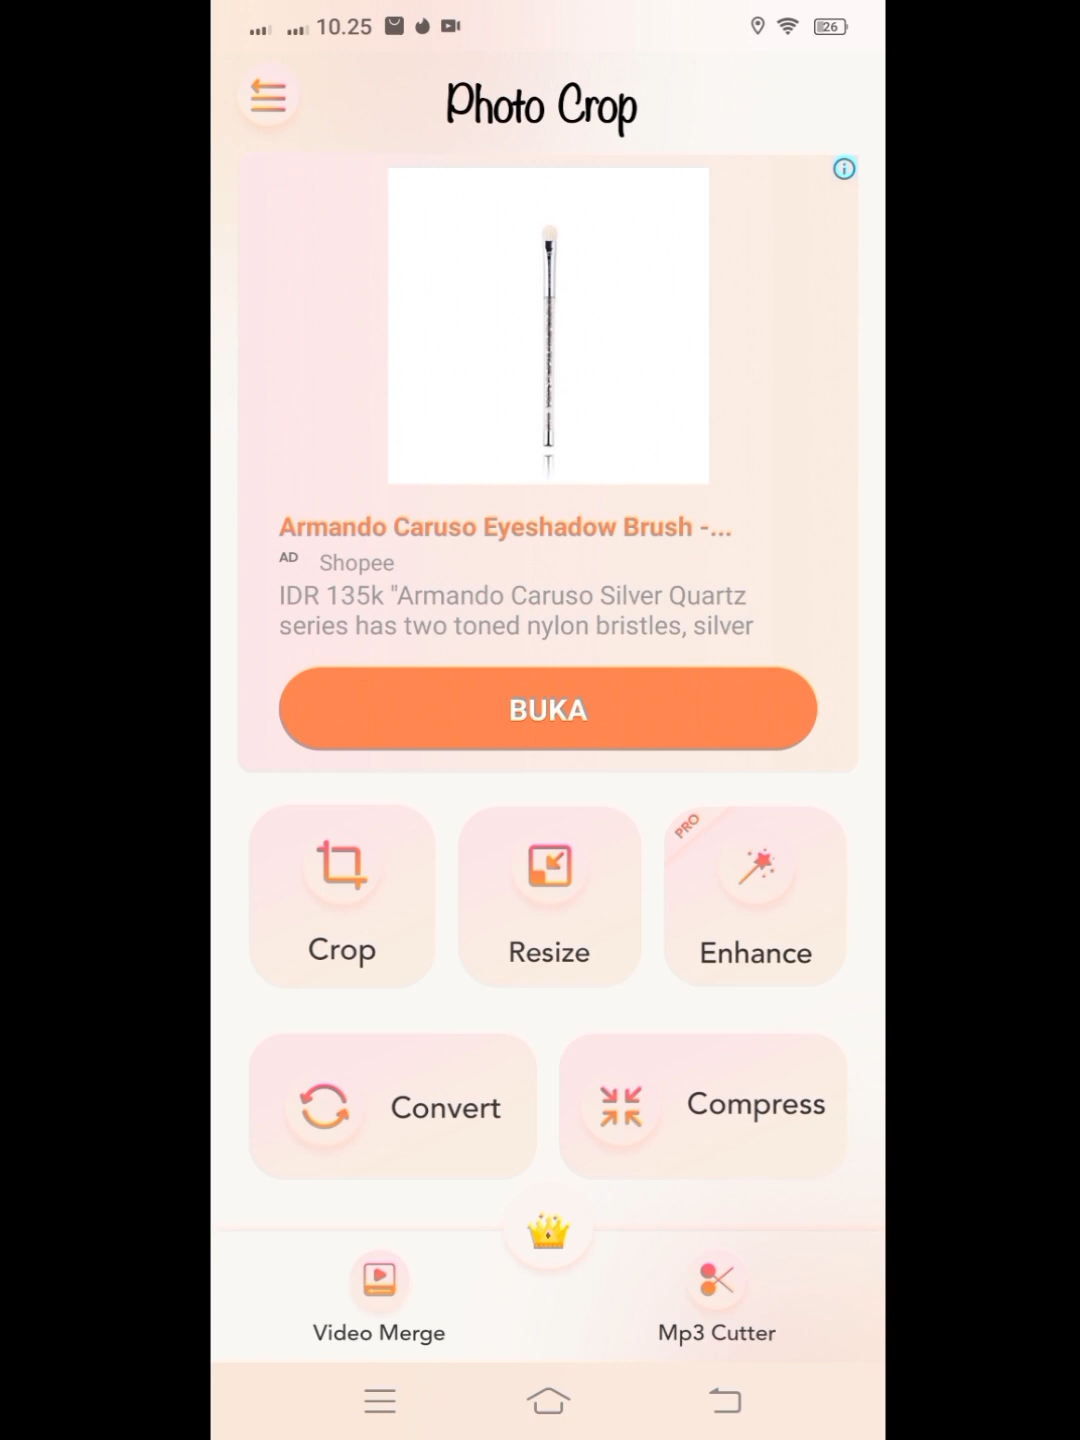 10.25
26
Photo Crop
Armando Caruso Eyeshadow Brush -...
AD Shopee
IDR 135k "Armando Caruso Silver Quartz
series has two toned nylon bristles, silver
BUKA
PRO
Crop
Resize
Enhance
Convert
Compress
Video Merge
Mp3 Cutter